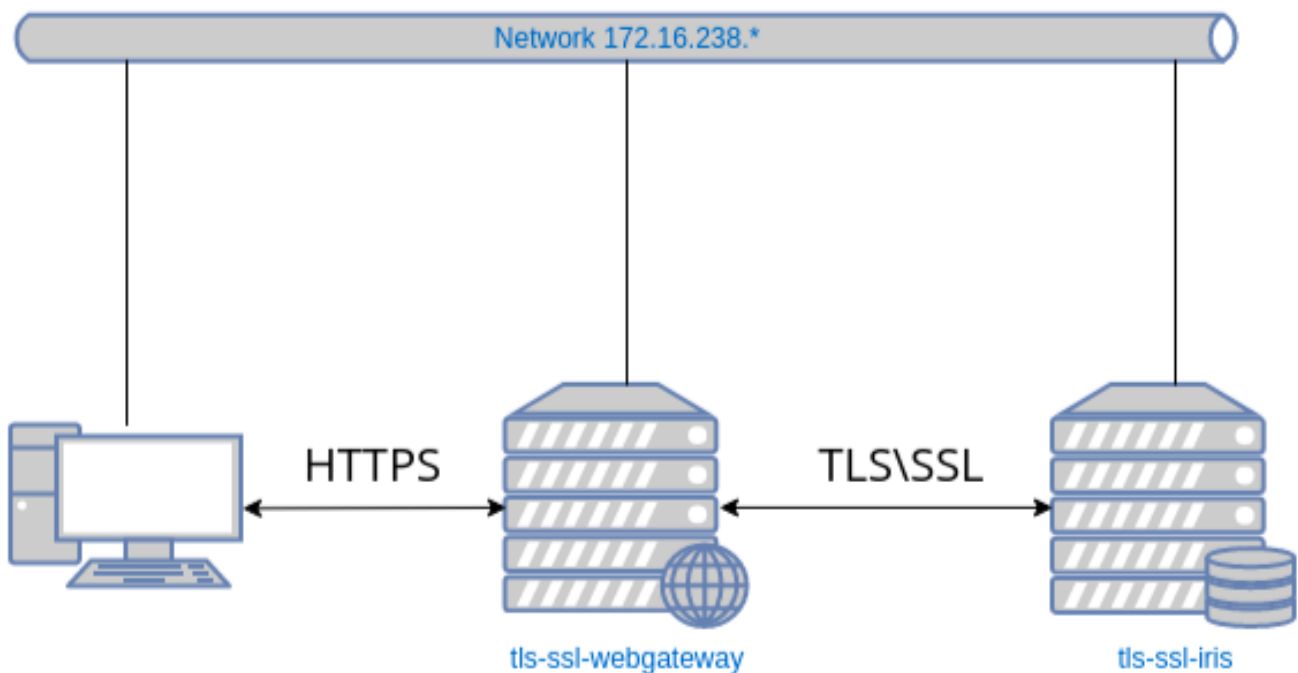 Network 172.16.238.*
HTTPS
TLS\SSL
tls-ssl-webgateway
tls-ssl-iris